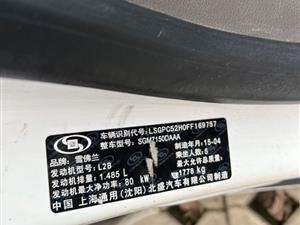 车辆识别代号: LSGPC52H0FF169757
整车型号: SGM7150DAAA
品牌: 雪佛兰
制造年月: 15-04
发动机型号: L2B
乘坐人数: 5
发动机排量: 1.485 L
最大允许总质量
发动机最大净功率: 80 kW
1778 kg
中国 上海通用(沈阳)北盛汽车有限公司制造